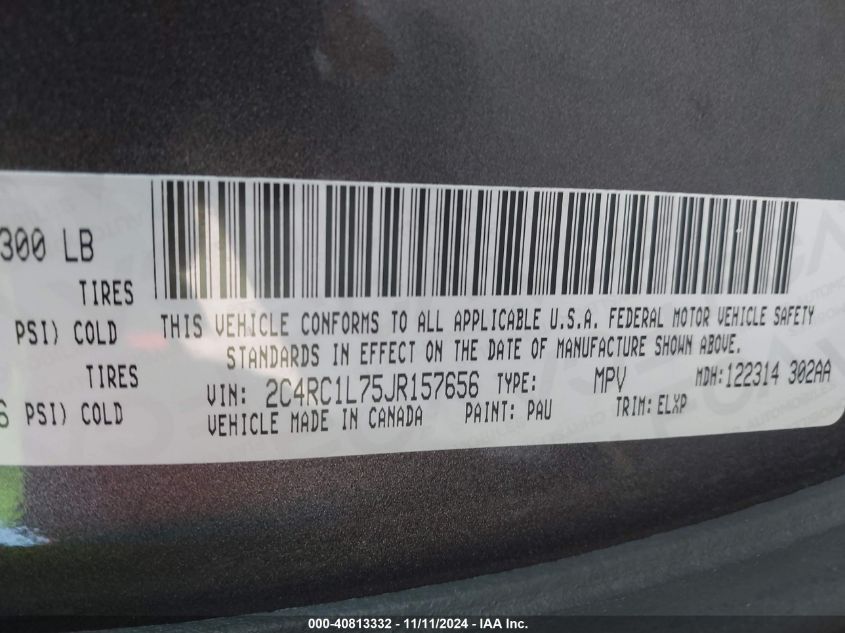 300 LB
TIRES
PSI) COLD
TIRES
6 PSI) COLD
THIS VEHICLE CONFORMS TO ALL APPLICABLE U.S.A. FEDERAL MOTOR VEHICLE SAFETY
STANDARDS IN EFFECT ON THE DATE OF MANUFACTURE SHOWN ABOVE.
VIN: 2C4RC1L75JR157656 TYPE: MPV MDH: 122314 302AA
VEHICLE MADE IN CANADA PAINT: PAU TRIM: ELXP
000-40813332 - 11/11/2024 - IAA Inc.